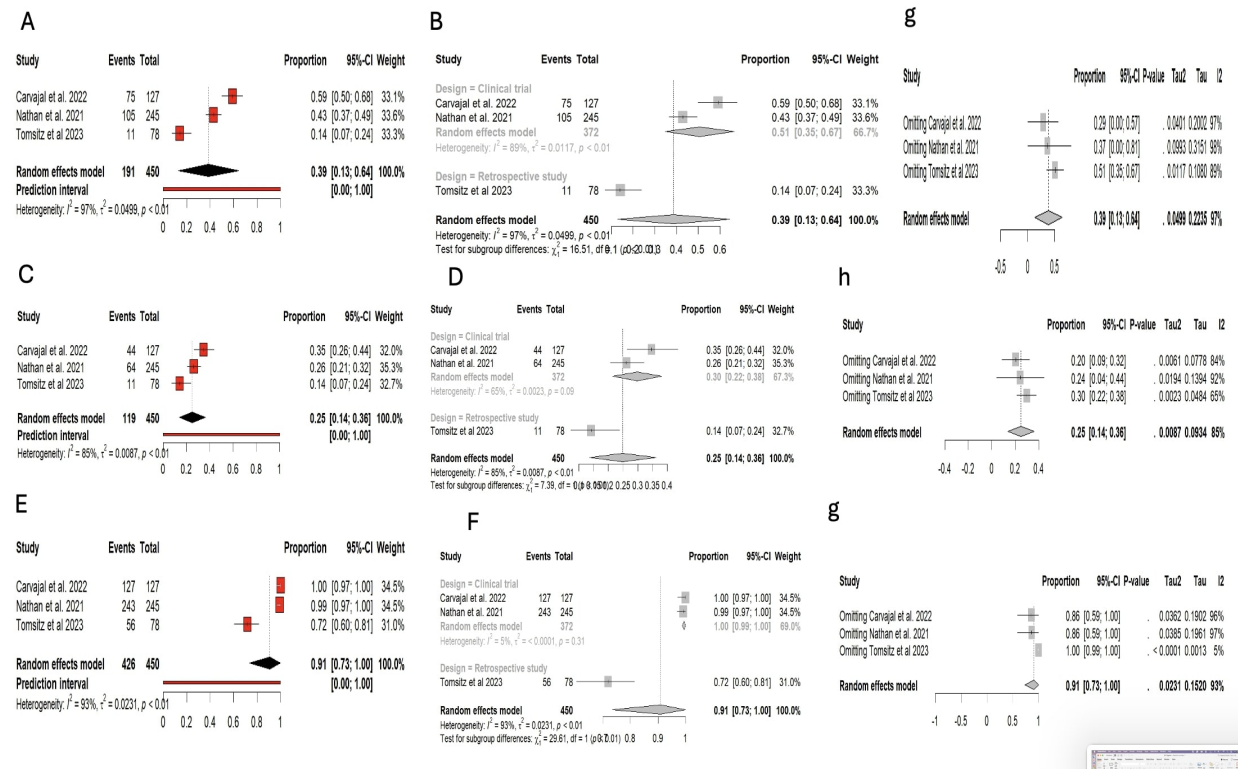 A
Study Events Total Proportion 95%-CI Weight
Carvajal et al. 2022 75 127 0.59 [0.50; 0.68] 33.1%
Nathan et al. 2021 105 245 0.43 [0.37; 0.49] 33.6%
Tomsitz et al 2023 11 78 0.14 [0.07; 0.24] 33.3%
Random effects model 191 450 0.39 [0.13; 0.64] 100.0%
Prediction interval [0.00; 1.00]
Heterogeneity: I² = 97%, τ² = 0.0499, p < 0.01
0 0.2 0.4 0.6 0.8 1
B
Study Events Total Proportion 95%-CI Weight
Design = Clinical trial
Carvajal et al. 2022 75 127 0.59 [0.50; 0.68] 33.1%
Nathan et al. 2021 105 245 0.43 [0.37; 0.49] 33.6%
Random effects model 372 0.51 [0.35; 0.67] 66.7%
Heterogeneity: I² = 89%, τ² = 0.0117, p < 0.01
Design = Retrospective study
Tomsitz et al 2023 11 78 0.14 [0.07; 0.24] 33.3%
Random effects model 450 0.39 [0.13; 0.64] 100.0%
Heterogeneity: I² = 97%, τ² = 0.0499, p < 0.01
Test for subgroup differences: χ²₁ = 16.51, df 0.4 0.5 0.6
g
Study Proportion 95%-CI P-value Tau2 Tau I2
Omitting Carvajal et al. 2022 0.29 [0.00; 0.57] . 0.0401 0.2002 97%
Omitting Nathan et al. 2021 0.37 [0.00; 0.81] . 0.0993 0.3151 98%
Omitting Tomsitz et al 2023 0.51 [0.35; 0.67] . 0.0117 0.1080 89%
Random effects model 0.39 [0.13; 0.64] . 0.0499 0.2235 97%
-0.5 0 0.5
C
Study Events Total Proportion 95%-CI Weight
Carvajal et al. 2022 44 127 0.35 [0.26; 0.44] 32.0%
Nathan et al. 2021 64 245 0.26 [0.21; 0.32] 35.3%
Tomsitz et al 2023 11 78 0.14 [0.07; 0.24] 32.7%
Random effects model 119 450 0.25 [0.14; 0.36] 100.0%
Prediction interval [0.00; 1.00]
Heterogeneity: I² = 85%, τ² = 0.0087, p < 0.01
0 0.2 0.4 0.6 0.8 1
D
Study Events Total Proportion 95%-CI Weight
Design = Clinical trial
Carvajal et al. 2022 44 127 0.35 [0.26; 0.44] 32.0%
Nathan et al. 2021 64 245 0.26 [0.21; 0.32] 35.3%
Random effects model 372 0.30 [0.22; 0.38] 67.3%
Heterogeneity: I² = 65%, τ² = 0.0023, p = 0.09
Design = Retrospective study
Tomsitz et al 2023 11 78 0.14 [0.07; 0.24] 32.7%
Random effects model 450 0.25 [0.14; 0.36] 100.0%
Heterogeneity: I² = 85%, τ² = 0.0087, p < 0.01
Test for subgroup differences: χ²₁ = 7.39, df = 0.25 0.3 0.35 0.4
h
Study Proportion 95%-CI P-value Tau2 Tau I2
Omitting Carvajal et al. 2022 0.20 [0.09; 0.32] . 0.0061 0.0778 84%
Omitting Nathan et al. 2021 0.24 [0.04; 0.44] . 0.0194 0.1394 92%
Omitting Tomsitz et al 2023 0.30 [0.22; 0.38] . 0.0023 0.0484 65%
Random effects model 0.25 [0.14; 0.36] . 0.0087 0.0934 85%
-0.4 -0.2 0 0.2 0.4
E
Study Events Total Proportion 95%-CI Weight
Carvajal et al. 2022 127 127 1.00 [0.97; 1.00] 34.5%
Nathan et al. 2021 243 245 0.99 [0.97; 1.00] 34.5%
Tomsitz et al 2023 56 78 0.72 [0.60; 0.81] 31.0%
Random effects model 426 450 0.91 [0.73; 1.00] 100.0%
Prediction interval [0.00; 1.00]
Heterogeneity: I² = 93%, τ² = 0.0231, p < 0.01
0 0.2 0.4 0.6 0.8 1
F
Study Events Total Proportion 95%-CI Weight
Design = Clinical trial
Carvajal et al. 2022 127 127 1.00 [0.97; 1.00] 34.5%
Nathan et al. 2021 243 245 0.99 [0.97; 1.00] 34.5%
Random effects model 372 1.00 [0.99; 1.00] 69.0%
Heterogeneity: I² = 5%, τ² = < 0.0001, p = 0.31
Design = Retrospective study
Tomsitz et al 2023 56 78 0.72 [0.60; 0.81] 31.0%
Random effects model 450 0.91 [0.73; 1.00] 100.0%
Heterogeneity: I² = 93%, τ² = 0.0231, p < 0.01
Test for subgroup differences: χ²₁ = 29.61, df = 1 0.8 0.9 1
g
Study Proportion 95%-CI P-value Tau2 Tau I2
Omitting Carvajal et al. 2022 0.86 [0.59; 1.00] . 0.0362 0.1902 96%
Omitting Nathan et al. 2021 0.86 [0.59; 1.00] . 0.0385 0.1961 97%
Omitting Tomsitz et al 2023 1.00 [0.99; 1.00] . < 0.0001 0.0013 5%
Random effects model 0.91 [0.73; 1.00] . 0.0231 0.1520 93%
-1 -0.5 0 0.5 1